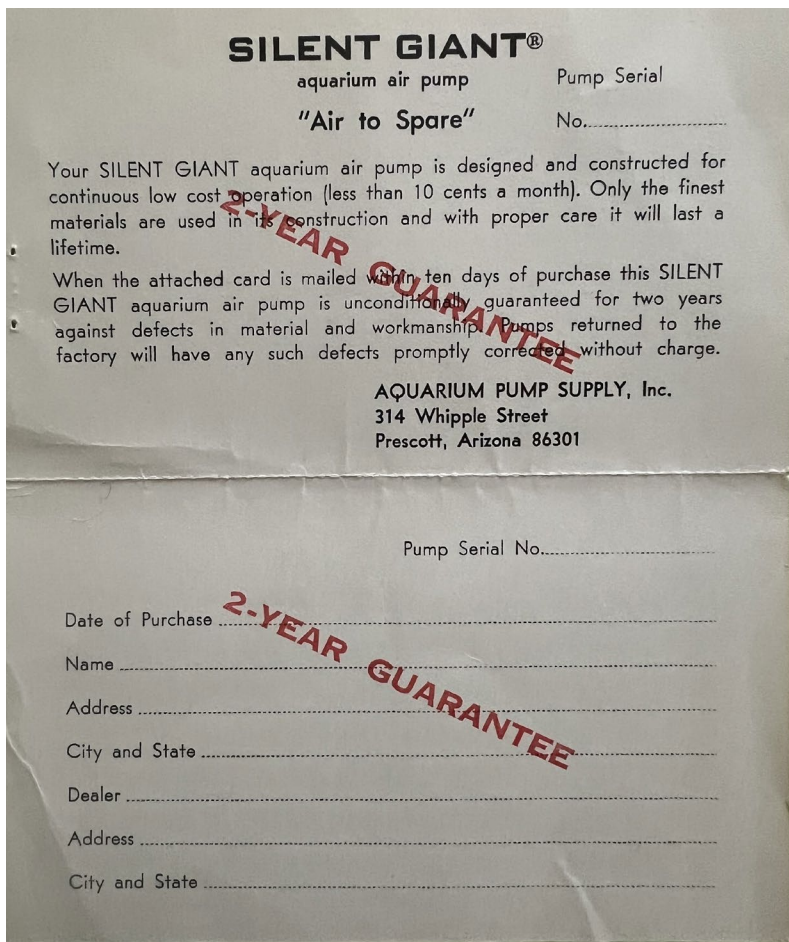 SILENT GIANT®
aquarium air pump
"Air to Spare"
Pump Serial
No.
Your SILENT GIANT aquarium air pump is designed and constructed for
continuous low cost operation (less than 10 cents a month). Only the finest
materials are used in its construction and with proper care it will last a
lifetime.
When the attached card is mailed within ten days of purchase this SILENT
GIANT aquarium air pump is unconditionally guaranteed for two years
against defects in material and workmanship. Pumps returned to the
factory will have any such defects promptly corrected without charge.
2-YEAR GUARANTEE
AQUARIUM PUMP SUPPLY, Inc.
314 Whipple Street
Prescott, Arizona 86301
Pump Serial No.
Date of Purchase
Name
Address
City and State
Dealer
Address
City and State
2-YEAR GUARANTEE